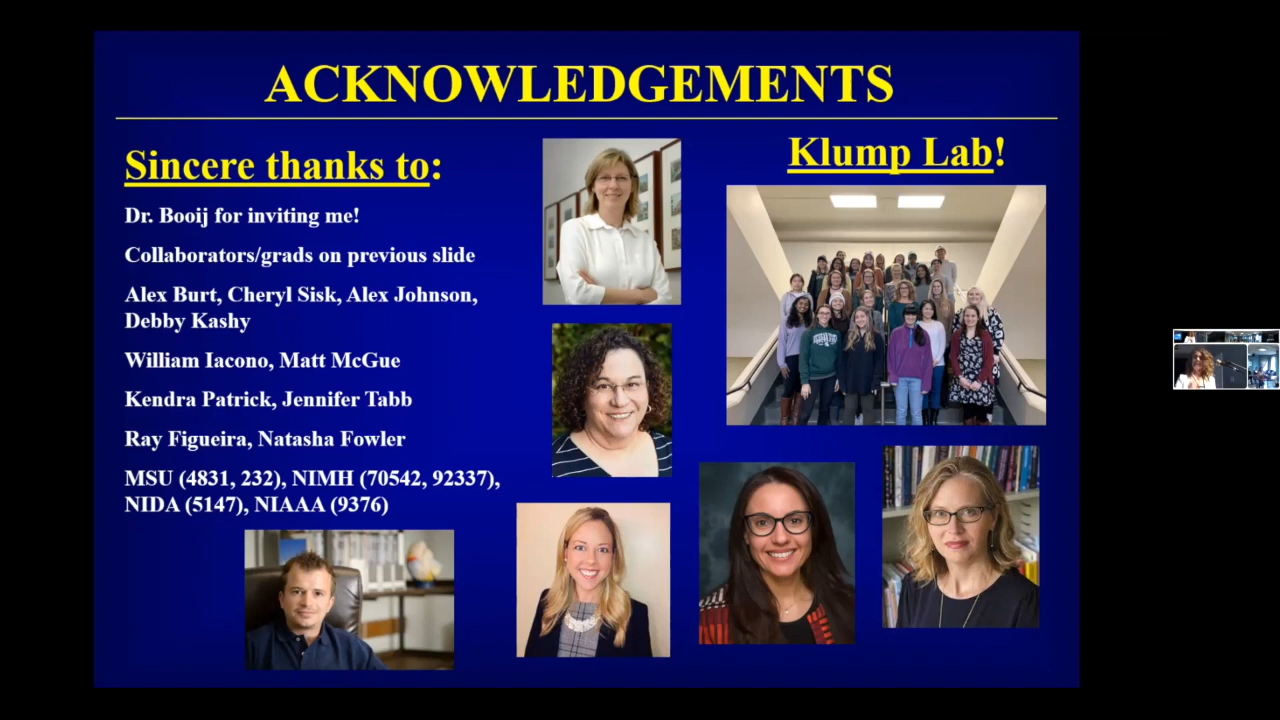 ACKNOWLEDGEMENTS
Sincere thanks to:
Dr. Booij for inviting me!
Collaborators/grads on previous slide
Alex Burt, Cheryl Sisk, Alex Johnson,
Debby Kashy
William Iacono, Matt McGue
Kendra Patrick, Jennifer Tabb
Ray Figueira, Natasha Fowler
MSU (4831, 232), NIMH (70542, 92337),
NIDA (5147), NIAAA (9376)
Klump Lab!